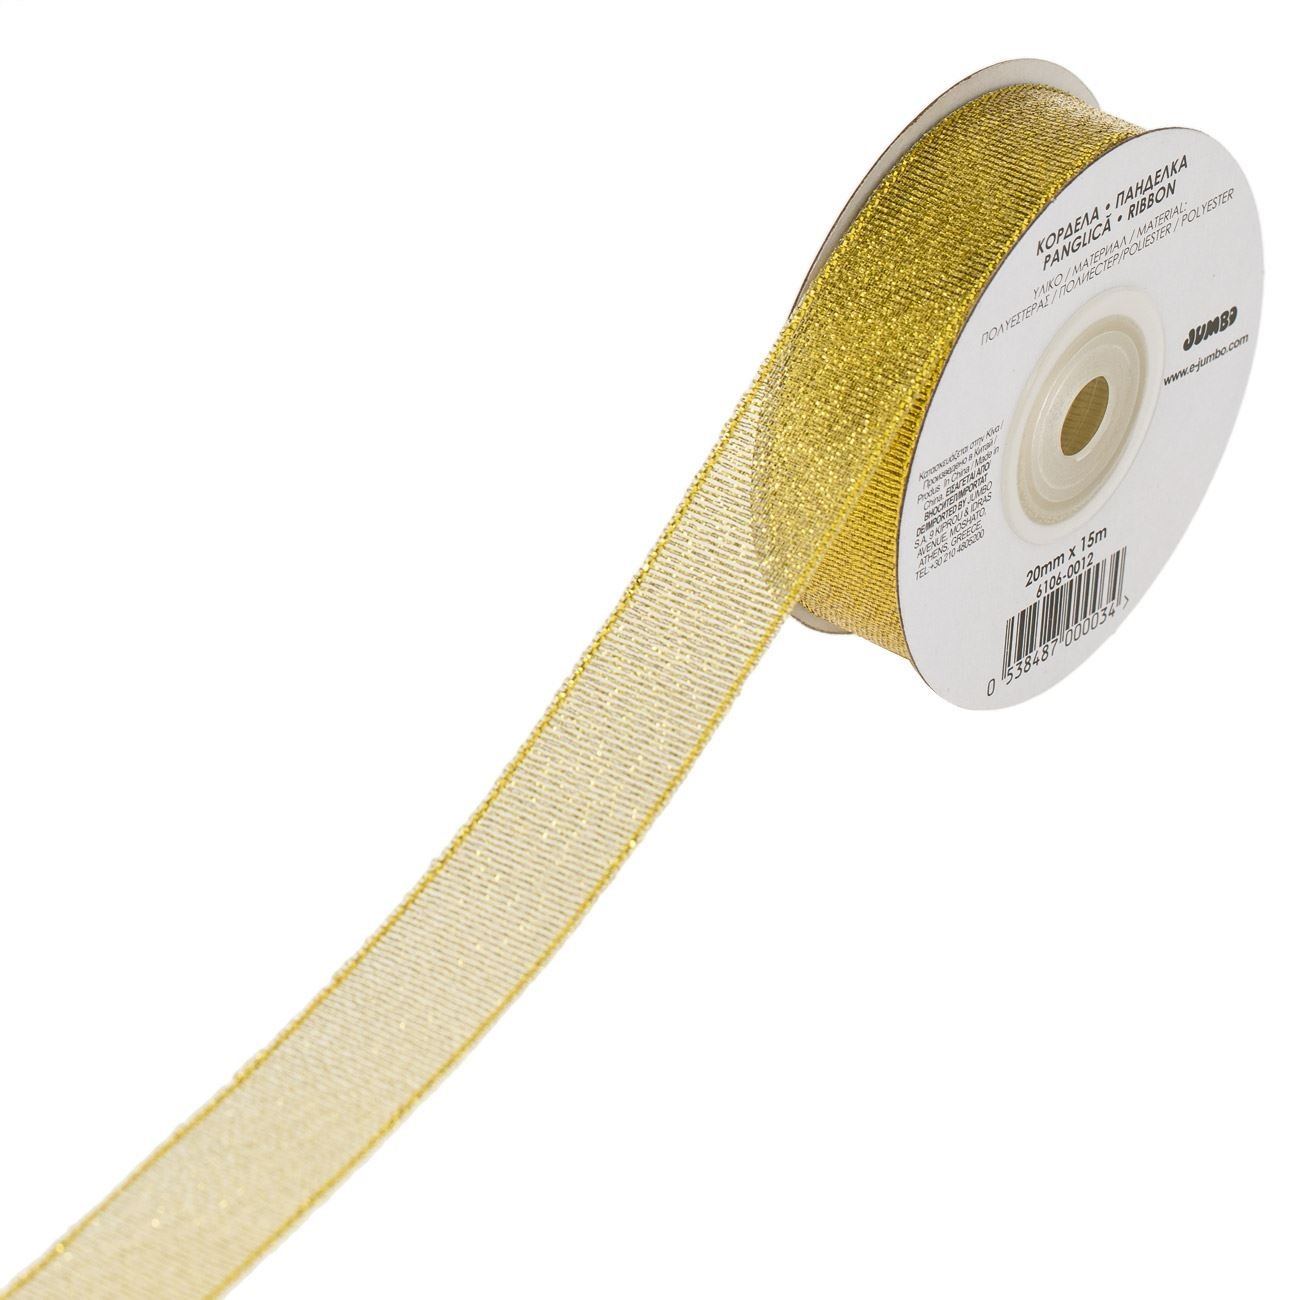 ΚΟΡΔΕΛΑ • ПАНДЕЛКА
PANGLICĂ • RIBBON
ΥΛΙΚΟ / МАТЕРИАЛ / MATERIAL:
ΠΟΛΥΕΣΤΕΡΑΣ / ПОЛИЕСТЕР/POLIESTER / POLYESTER
JUMBO
www.e-jumbo.com
Κατασκευάζεται στην Κίνα /
Произведено в Китай /
Produs. în China / Made in
China. ΕΙΣΑΓΕΤΑΙ ΑΠΟ/
ВНОСИТЕЛ/IMPORTAT
DE/IMPORTED BY JUMBO
S.A. 9 KIPROU & IDRAS
AVENUE, MOSHATO,
ATHENS, GREECE,
TEL:+30 210 4805200
20mm x 15m
6106-0012
0 538487 000034 >